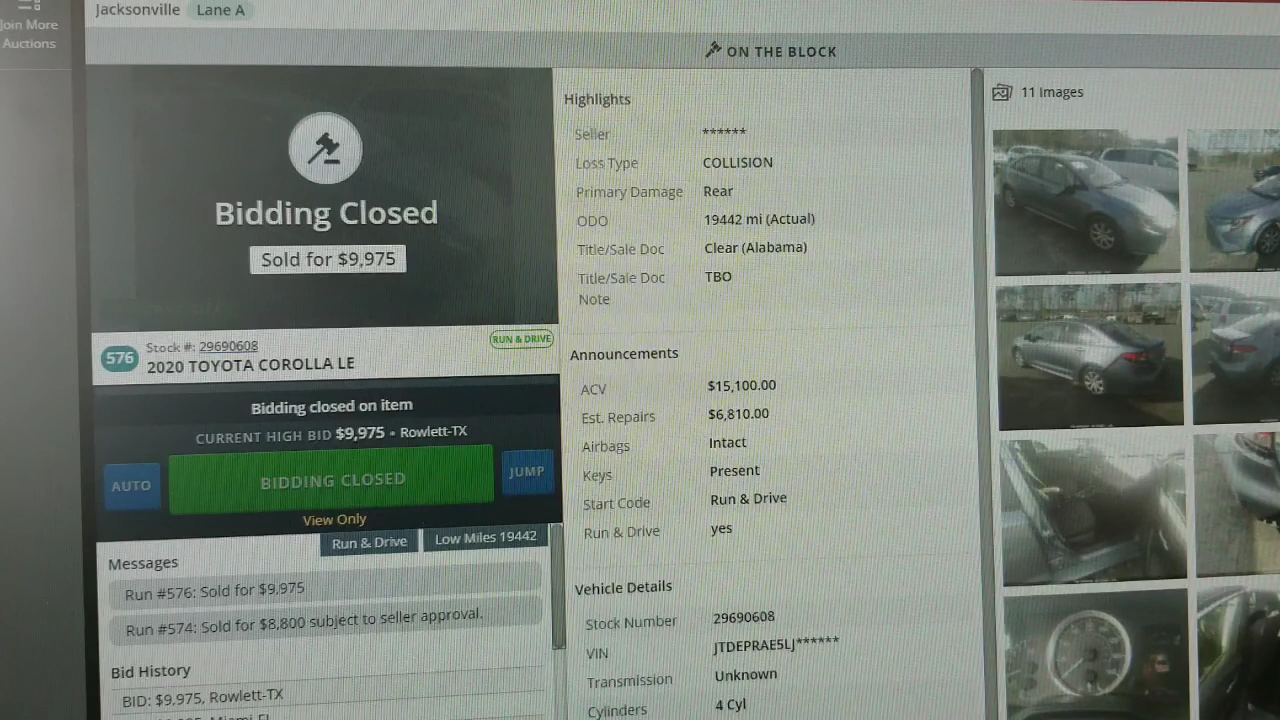 Join More
Auctions
Jacksonville Lane A
ON THE BLOCK
Bidding Closed
Sold for $9,975
576
Stock #: 29690608
2020 TOYOTA COROLLA LE
RUN & DRIVE
Bidding closed on item
CURRENT HIGH BID $9,975 • Rowlett-TX
AUTO
BIDDING CLOSED
JUMP
View Only
Run & Drive
Low Miles 19442
Messages
Run #576: Sold for $9,975
Run #574: Sold for $8,800 subject to seller approval.
Bid History
BID: $9,975, Rowlett-TX
Highlights
Seller ******
Loss Type COLLISION
Primary Damage Rear
ODO 19442 mi (Actual)
Title/Sale Doc Clear (Alabama)
Title/Sale Doc TBO
Note
Announcements
ACV $15,100.00
Est. Repairs $6,810.00
Airbags Intact
Keys Present
Start Code Run & Drive
Run & Drive yes
Vehicle Details
Stock Number 29690608
VIN JTDEPRAE5LJ******
Transmission Unknown
Cylinders 4 Cyl
11 Images